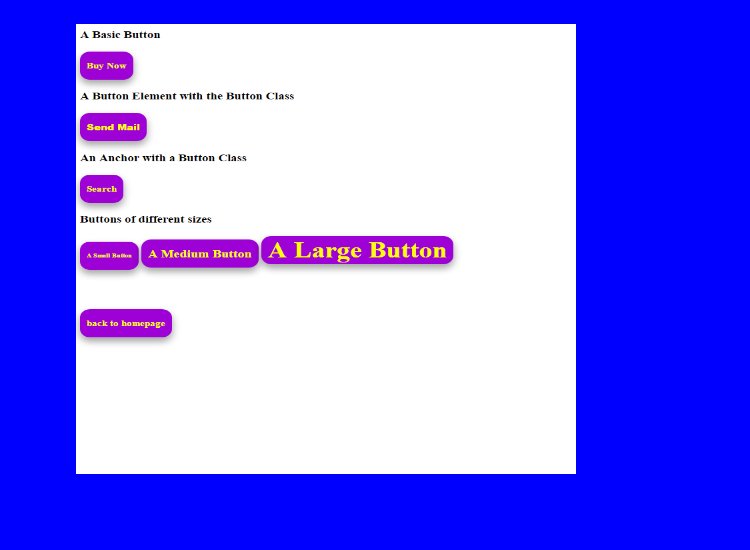 A Basic Button
Buy Now
A Button Element with the Button Class
Send Mail
An Anchor with a Button Class
Search
Buttons of different sizes
A Small Button A Medium Button A Large Button
back to homepage